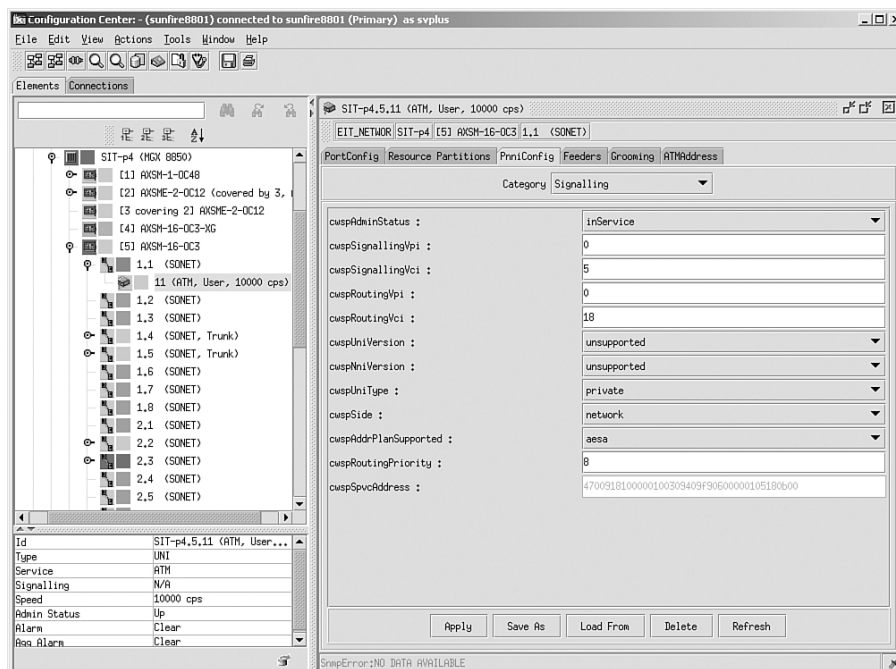 Configuration Center: - (sunfire8801) connected to sunfire8801 (Primary) as svplus
File Edit View Actions Tools Window Help
Elements Connections
SIT-p4 (MGX 8850)
[1] AXSM-1-OC48
[2] AXSME-2-OC12 (covered by 3,
[3 covering 2] AXSME-2-OC12
[4] AXSM-16-OC3-XG
[5] AXSM-16-OC3
1.1 (SONET)
11 (ATM, User, 10000 cps)
1.2 (SONET)
1.3 (SONET)
1.4 (SONET, Trunk)
1.5 (SONET, Trunk)
1.6 (SONET)
1.7 (SONET)
1.8 (SONET)
2.1 (SONET)
2.2 (SONET)
2.3 (SONET)
2.4 (SONET)
2.5 (SONET)
Id SIT-p4.5.11 (ATM, User...
Type UNI
Service ATM
Signalling N/A
Speed 10000 cps
Admin Status Up
Alarm Clear
Agg Alarm Clear
SIT-p4.5.11 (ATM, User, 10000 cps)
EIT_NETWOR SIT-p4 [5] AXSM-16-OC3 1.1 (SONET)
PortConfig Resource Partitions PnniConfig Feeders Grooming ATMAddress
Category Signalling
cwspAdminStatus : inService
cwspSignallingVpi : 0
cwspSignallingVci : 5
cwspRoutingVpi : 0
cwspRoutingVci : 18
cwspUniVersion : unsupported
cwspNniVersion : unsupported
cwspUniType : private
cwspSide : network
cwspAddrPlanSupported : aesa
cwspRoutingPriority : 8
cwspSpvcAddress :
Apply Save As Load From Delete Refresh
SnmpError:NO DATA AVAILABLE